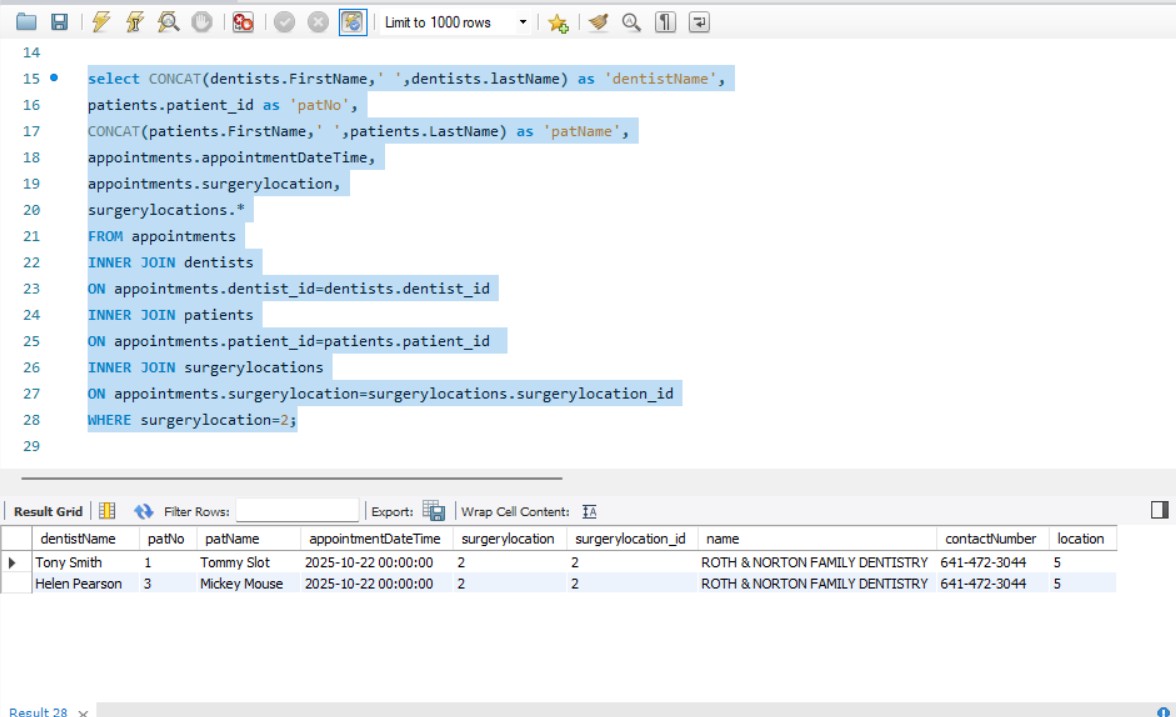 Limit to 1000 rows
14
15 select CONCAT(dentists.FirstName,' ',dentists.lastName) as 'dentistName',
16 patients.patient_id as 'patNo',
17 CONCAT(patients.FirstName,' ',patients.LastName) as 'patName',
18 appointments.appointmentDateTime,
19 appointments.surgerylocation,
20 surgerylocations.*
21 FROM appointments
22 INNER JOIN dentists
23 ON appointments.dentist_id=dentists.dentist_id
24 INNER JOIN patients
25 ON appointments.patient_id=patients.patient_id
26 INNER JOIN surgerylocations
27 ON appointments.surgerylocation=surgerylocations.surgerylocation_id
28 WHERE surgerylocation=2;
29
Result Grid Filter Rows: Export: Wrap Cell Content: IA
dentistName patNo patName appointmentDateTime surgerylocation surgerylocation_id name contactNumber location
Tony Smith 1 Tommy Slot 2025-10-22 00:00:00 2 2 ROTH & NORTON FAMILY DENTISTRY 641-472-3044 5
Helen Pearson 3 Mickey Mouse 2025-10-22 00:00:00 2 2 ROTH & NORTON FAMILY DENTISTRY 641-472-3044 5
Result 28